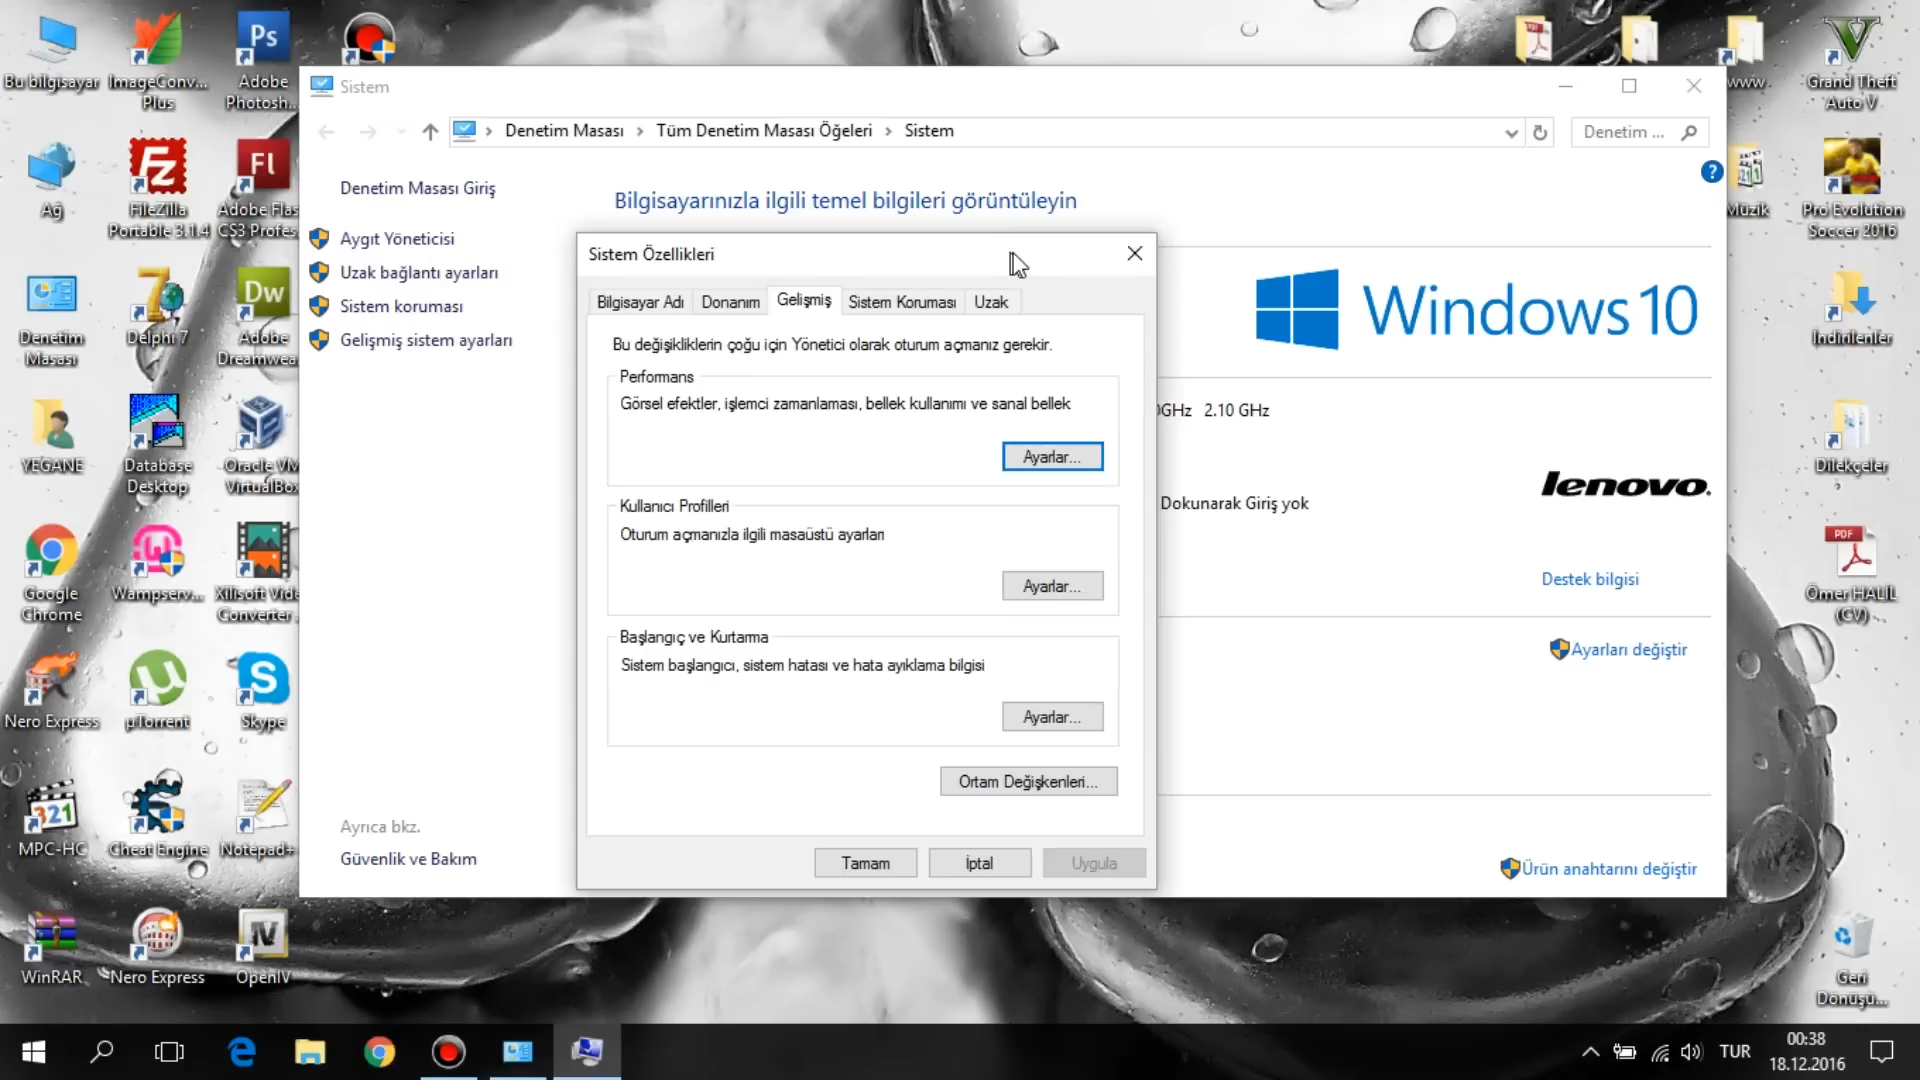 Bu bilgisayar
ImageConv...
Plus
Adobe
Photosh...
Ağ
FileZilla
Portable 3.1.4
Adobe Flas
CS3 Profes
Denetim
Masası
Delphi 7
Adobe
Dreamwea
YEGANE
Database
Desktop
Oracle VM
VirtualBox
Google
Chrome
Wampserv...
Xilisoft Vide
Converter
Nero Express
µTorrent
Skype
MPC-HC
Cheat Engine
Notepad+
WinRAR
Nero Express
OpenIV
Sistem
Denetim Masası
Tüm Denetim Masası Öğeleri
Sistem
Denetim ...
Denetim Masası Giriş
Aygıt Yöneticisi
Uzak bağlantı ayarları
Sistem koruması
Gelişmiş sistem ayarları
Ayrıca bkz.
Güvenlik ve Bakım
Bilgisayarınızla ilgili temel bilgileri görüntüleyin
Windows 10
GHz 2.10 GHz
lenovo
Dokunarak Giriş yok
Destek bilgisi
Ayarları değiştir
Ürün anahtarını değiştir
Sistem Özellikleri
Bilgisayar Adı
Donanım
Gelişmiş
Sistem Koruması
Uzak
Bu değişikliklerin çoğu için Yönetici olarak oturum açmanız gerekir.
Performans
Görsel efektler, işlemci zamanlaması, bellek kullanımı ve sanal bellek
Ayarlar...
Kullanıcı Profilleri
Oturum açmanızla ilgili masaüstü ayarları
Ayarlar...
Başlangıç ve Kurtarma
Sistem başlangıcı, sistem hatası ve hata ayıklama bilgisi
Ayarlar...
Ortam Değişkenleri...
Tamam
İptal
Uygula
www
Grand Theft
Auto V
Müzik
Pro Evolution
Soccer 2016
İndirilenler
Dilekçeler
Ömer HALİL
(CV)
Geri
Dönüşü...
TUR
00:38
18.12.2016